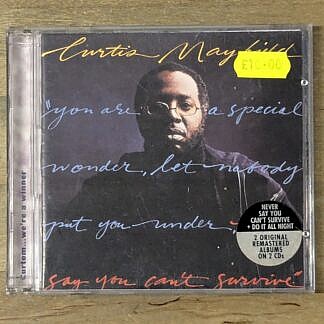 Curtis Mayfield
£10.00
"you are a special
wonder, let nobody
put you under,
say you can't survive"
NEVER
SAY YOU
CAN'T SURVIVE
+ DO IT ALL NIGHT
2 ORIGINAL
REMASTERED
ALBUMS
ON 2 CDs
curtom...we're a winner